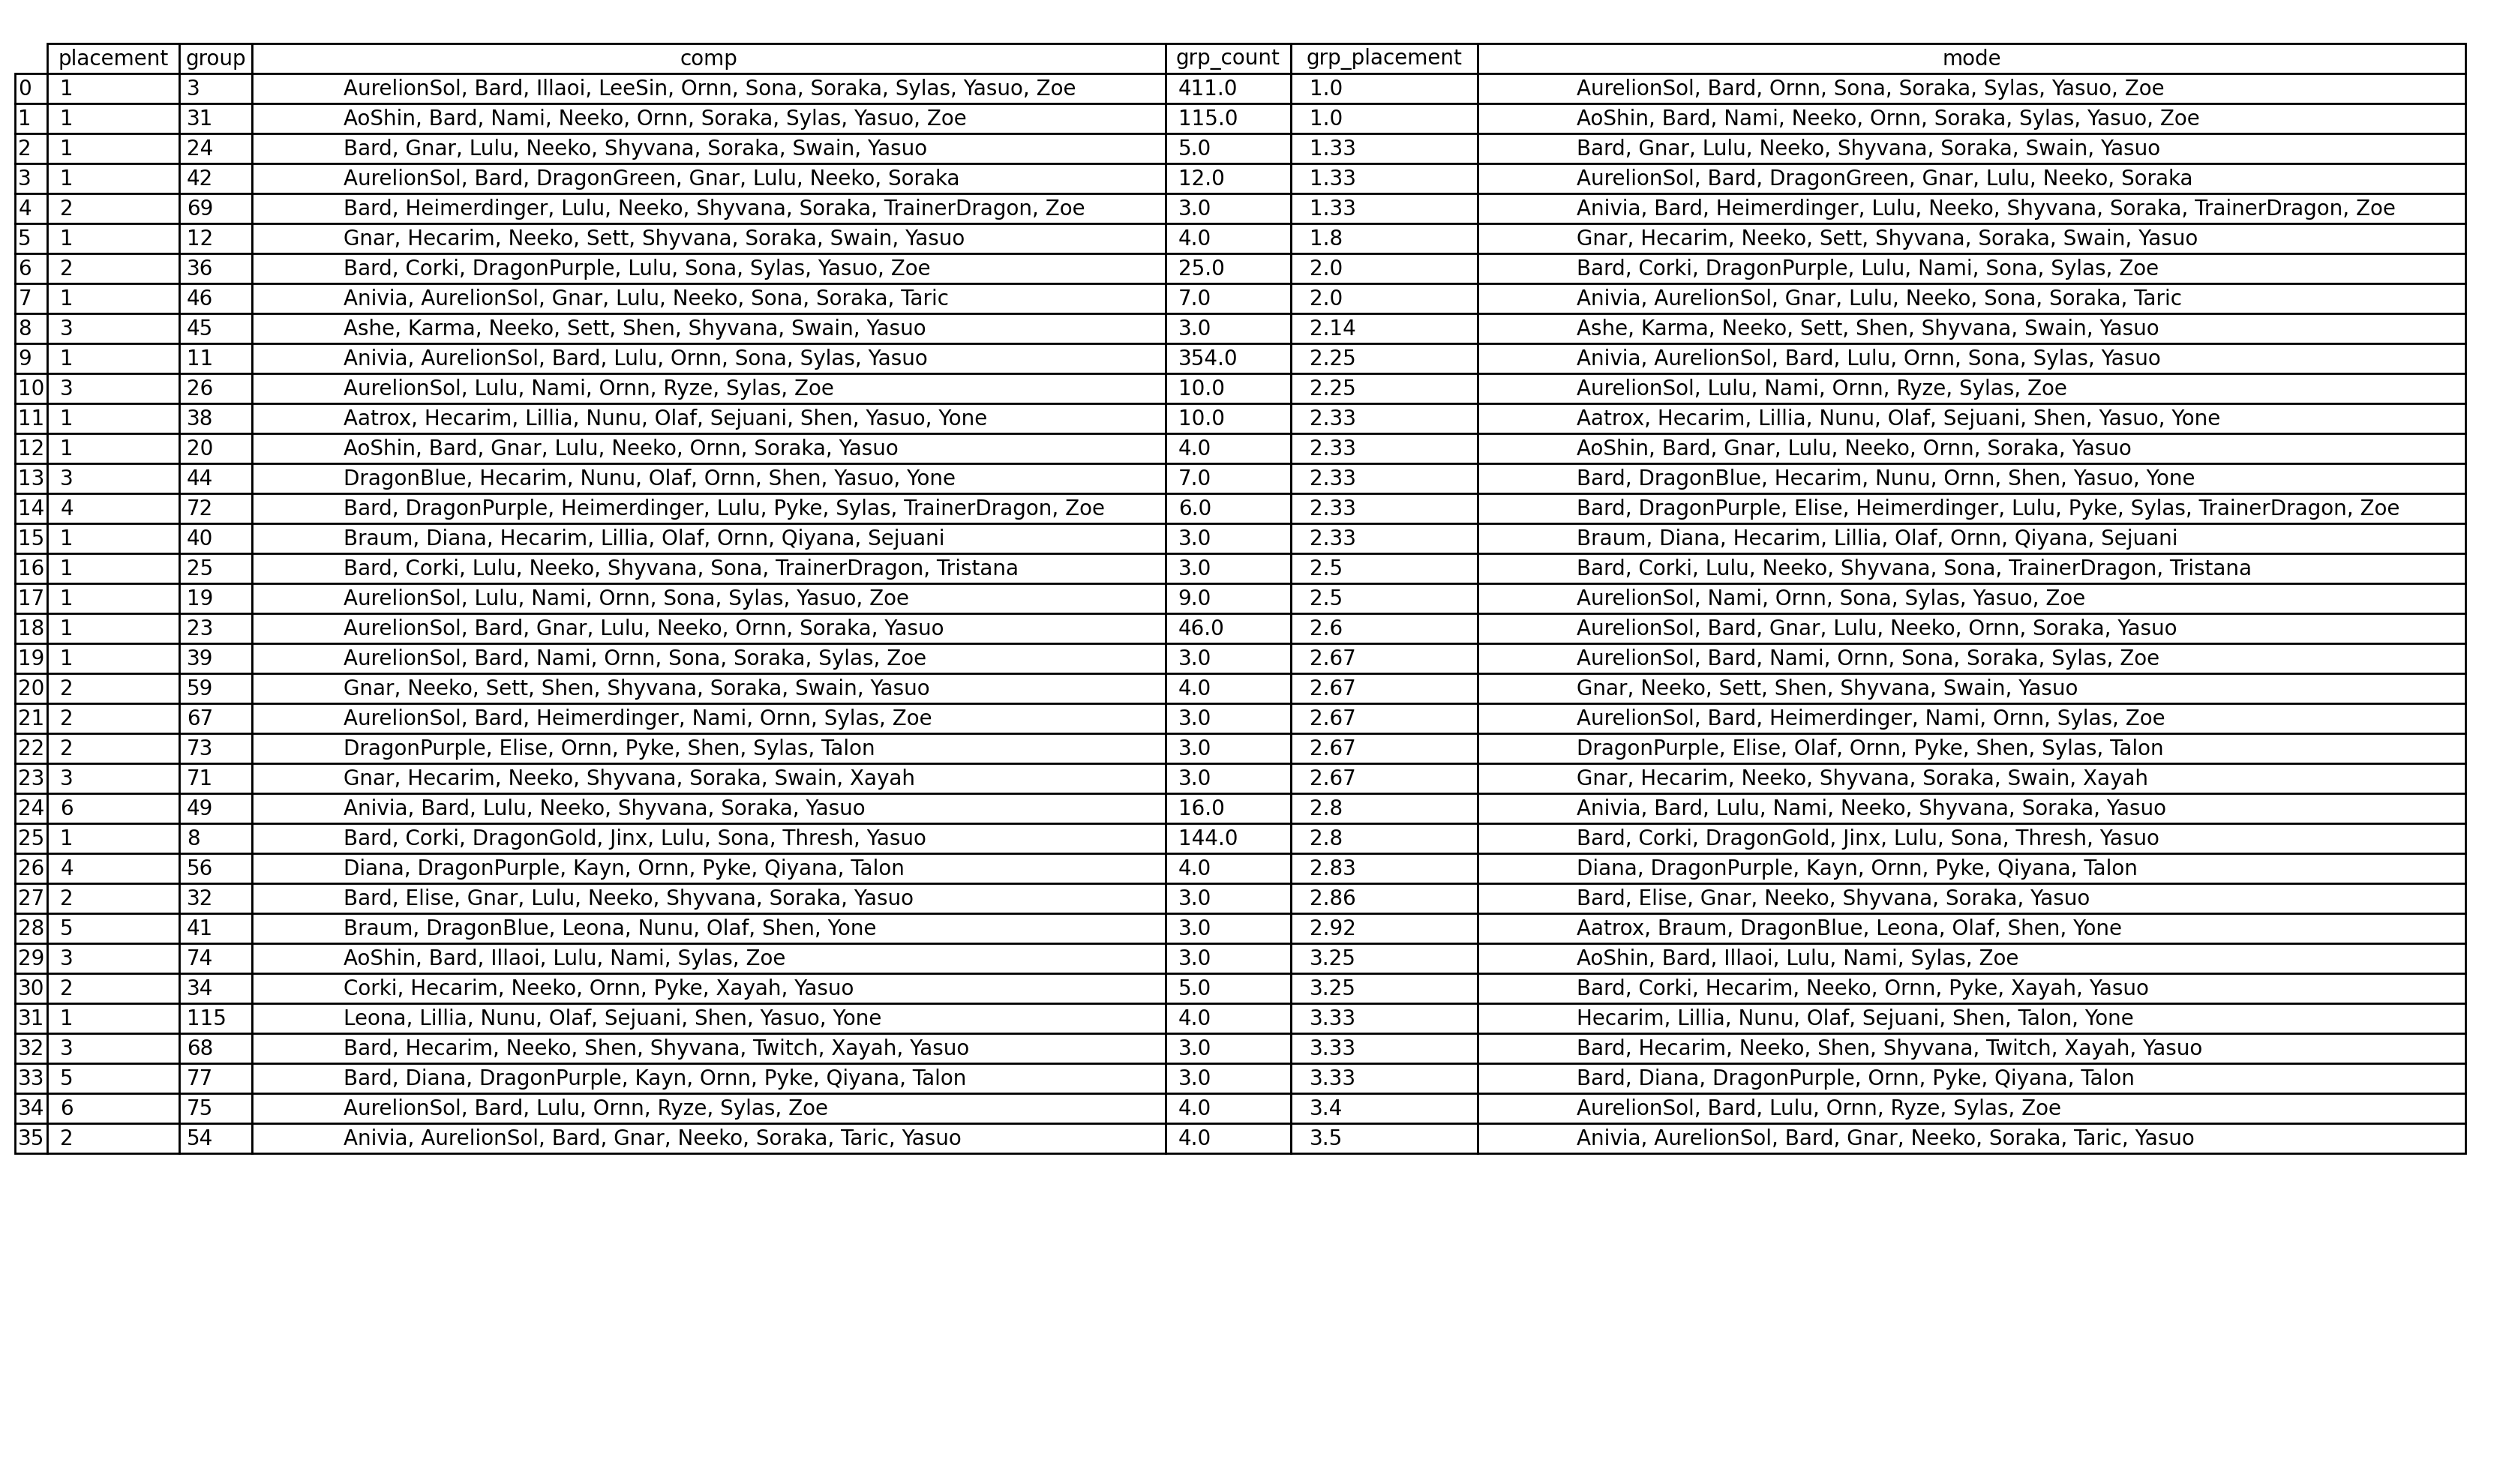 placement group comp grp_count grp_placement mode
0 1 3 AurelionSol, Bard, Illaoi, LeeSin, Ornn, Sona, Soraka, Sylas, Yasuo, Zoe 411.0 1.0 AurelionSol, Bard, Ornn, Sona, Soraka, Sylas, Yasuo, Zoe
1 1 31 AoShin, Bard, Nami, Neeko, Ornn, Soraka, Sylas, Yasuo, Zoe 115.0 1.0 AoShin, Bard, Nami, Neeko, Ornn, Soraka, Sylas, Yasuo, Zoe
2 1 24 Bard, Gnar, Lulu, Neeko, Shyvana, Soraka, Swain, Yasuo 5.0 1.33 Bard, Gnar, Lulu, Neeko, Shyvana, Soraka, Swain, Yasuo
3 1 42 AurelionSol, Bard, DragonGreen, Gnar, Lulu, Neeko, Soraka 12.0 1.33 AurelionSol, Bard, DragonGreen, Gnar, Lulu, Neeko, Soraka
4 2 69 Bard, Heimerdinger, Lulu, Neeko, Shyvana, Soraka, TrainerDragon, Zoe 3.0 1.33 Anivia, Bard, Heimerdinger, Lulu, Neeko, Shyvana, Soraka, TrainerDragon, Zoe
5 1 12 Gnar, Hecarim, Neeko, Sett, Shyvana, Soraka, Swain, Yasuo 4.0 1.8 Gnar, Hecarim, Neeko, Sett, Shyvana, Soraka, Swain, Yasuo
6 2 36 Bard, Corki, DragonPurple, Lulu, Sona, Sylas, Yasuo, Zoe 25.0 2.0 Bard, Corki, DragonPurple, Lulu, Nami, Sona, Sylas, Zoe
7 1 46 Anivia, AurelionSol, Gnar, Lulu, Neeko, Sona, Soraka, Taric 7.0 2.0 Anivia, AurelionSol, Gnar, Lulu, Neeko, Sona, Soraka, Taric
8 3 45 Ashe, Karma, Neeko, Sett, Shen, Shyvana, Swain, Yasuo 3.0 2.14 Ashe, Karma, Neeko, Sett, Shen, Shyvana, Swain, Yasuo
9 1 11 Anivia, AurelionSol, Bard, Lulu, Ornn, Sona, Sylas, Yasuo 354.0 2.25 Anivia, AurelionSol, Bard, Lulu, Ornn, Sona, Sylas, Yasuo
10 3 26 AurelionSol, Lulu, Nami, Ornn, Ryze, Sylas, Zoe 10.0 2.25 AurelionSol, Lulu, Nami, Ornn, Ryze, Sylas, Zoe
11 1 38 Aatrox, Hecarim, Lillia, Nunu, Olaf, Sejuani, Shen, Yasuo, Yone 10.0 2.33 Aatrox, Hecarim, Lillia, Nunu, Olaf, Sejuani, Shen, Yasuo, Yone
12 1 20 AoShin, Bard, Gnar, Lulu, Neeko, Ornn, Soraka, Yasuo 4.0 2.33 AoShin, Bard, Gnar, Lulu, Neeko, Ornn, Soraka, Yasuo
13 3 44 DragonBlue, Hecarim, Nunu, Olaf, Ornn, Shen, Yasuo, Yone 7.0 2.33 Bard, DragonBlue, Hecarim, Nunu, Ornn, Shen, Yasuo, Yone
14 4 72 Bard, DragonPurple, Heimerdinger, Lulu, Pyke, Sylas, TrainerDragon, Zoe 6.0 2.33 Bard, DragonPurple, Elise, Heimerdinger, Lulu, Pyke, Sylas, TrainerDragon, Zoe
15 1 40 Braum, Diana, Hecarim, Lillia, Olaf, Ornn, Qiyana, Sejuani 3.0 2.33 Braum, Diana, Hecarim, Lillia, Olaf, Ornn, Qiyana, Sejuani
16 1 25 Bard, Corki, Lulu, Neeko, Shyvana, Sona, TrainerDragon, Tristana 3.0 2.5 Bard, Corki, Lulu, Neeko, Shyvana, Sona, TrainerDragon, Tristana
17 1 19 AurelionSol, Lulu, Nami, Ornn, Sona, Sylas, Yasuo, Zoe 9.0 2.5 AurelionSol, Nami, Ornn, Sona, Sylas, Yasuo, Zoe
18 1 23 AurelionSol, Bard, Gnar, Lulu, Neeko, Ornn, Soraka, Yasuo 46.0 2.6 AurelionSol, Bard, Gnar, Lulu, Neeko, Ornn, Soraka, Yasuo
19 1 39 AurelionSol, Bard, Nami, Ornn, Sona, Soraka, Sylas, Zoe 3.0 2.67 AurelionSol, Bard, Nami, Ornn, Sona, Soraka, Sylas, Zoe
20 2 59 Gnar, Neeko, Sett, Shen, Shyvana, Soraka, Swain, Yasuo 4.0 2.67 Gnar, Neeko, Sett, Shen, Shyvana, Swain, Yasuo
21 2 67 AurelionSol, Bard, Heimerdinger, Nami, Ornn, Sylas, Zoe 3.0 2.67 AurelionSol, Bard, Heimerdinger, Nami, Ornn, Sylas, Zoe
22 2 73 DragonPurple, Elise, Ornn, Pyke, Shen, Sylas, Talon 3.0 2.67 DragonPurple, Elise, Olaf, Ornn, Pyke, Shen, Sylas, Talon
23 3 71 Gnar, Hecarim, Neeko, Shyvana, Soraka, Swain, Xayah 3.0 2.67 Gnar, Hecarim, Neeko, Shyvana, Soraka, Swain, Xayah
24 6 49 Anivia, Bard, Lulu, Neeko, Shyvana, Soraka, Yasuo 16.0 2.8 Anivia, Bard, Lulu, Nami, Neeko, Shyvana, Soraka, Yasuo
25 1 8 Bard, Corki, DragonGold, Jinx, Lulu, Sona, Thresh, Yasuo 144.0 2.8 Bard, Corki, DragonGold, Jinx, Lulu, Sona, Thresh, Yasuo
26 4 56 Diana, DragonPurple, Kayn, Ornn, Pyke, Qiyana, Talon 4.0 2.83 Diana, DragonPurple, Kayn, Ornn, Pyke, Qiyana, Talon
27 2 32 Bard, Elise, Gnar, Lulu, Neeko, Shyvana, Soraka, Yasuo 3.0 2.86 Bard, Elise, Gnar, Neeko, Shyvana, Soraka, Yasuo
28 5 41 Braum, DragonBlue, Leona, Nunu, Olaf, Shen, Yone 3.0 2.92 Aatrox, Braum, DragonBlue, Leona, Olaf, Shen, Yone
29 3 74 AoShin, Bard, Illaoi, Lulu, Nami, Sylas, Zoe 3.0 3.25 AoShin, Bard, Illaoi, Lulu, Nami, Sylas, Zoe
30 2 34 Corki, Hecarim, Neeko, Ornn, Pyke, Xayah, Yasuo 5.0 3.25 Bard, Corki, Hecarim, Neeko, Ornn, Pyke, Xayah, Yasuo
31 1 115 Leona, Lillia, Nunu, Olaf, Sejuani, Shen, Yasuo, Yone 4.0 3.33 Hecarim, Lillia, Nunu, Olaf, Sejuani, Shen, Talon, Yone
32 3 68 Bard, Hecarim, Neeko, Shen, Shyvana, Twitch, Xayah, Yasuo 3.0 3.33 Bard, Hecarim, Neeko, Shen, Shyvana, Twitch, Xayah, Yasuo
33 5 77 Bard, Diana, DragonPurple, Kayn, Ornn, Pyke, Qiyana, Talon 3.0 3.33 Bard, Diana, DragonPurple, Ornn, Pyke, Qiyana, Talon
34 6 75 AurelionSol, Bard, Lulu, Ornn, Ryze, Sylas, Zoe 4.0 3.4 AurelionSol, Bard, Lulu, Ornn, Ryze, Sylas, Zoe
35 2 54 Anivia, AurelionSol, Bard, Gnar, Neeko, Soraka, Taric, Yasuo 4.0 3.5 Anivia, AurelionSol, Bard, Gnar, Neeko, Soraka, Taric, Yasuo